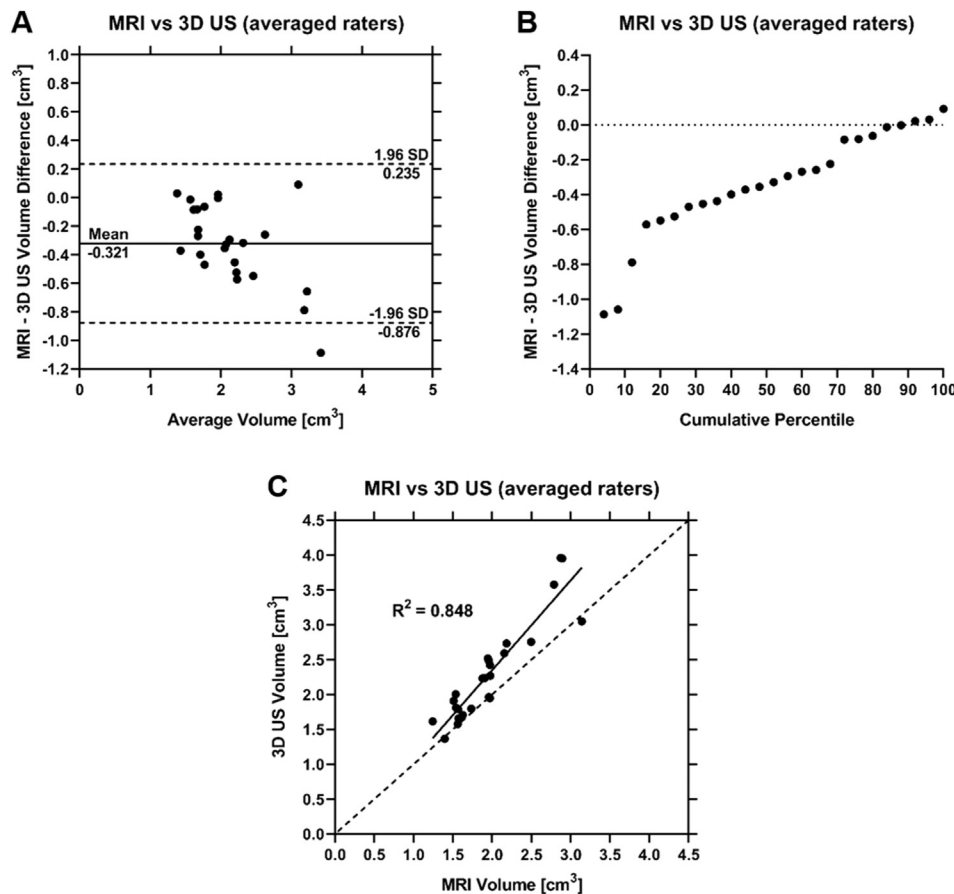 A
MRI vs 3D US (averaged raters)
MRI - 3D US Volume Difference [cm³]
1.0
0.8
0.6
0.4
0.2
0.0
-0.2
-0.4
-0.6
-0.8
-1.0
-1.2
1.96 SD
0.235
Mean
-0.321
-1.96 SD
-0.876
0 1 2 3 4 5
Average Volume [cm³]
B
MRI vs 3D US (averaged raters)
MRI - 3D US Volume Difference [cm³]
0.4
0.2
0.0
-0.2
-0.4
-0.6
-0.8
-1.0
-1.2
-1.4
0 10 20 30 40 50 60 70 80 90 100
Cumulative Percentile
C
MRI vs 3D US (averaged raters)
3D US Volume [cm³]
4.5
4.0
3.5
3.0
2.5
2.0
1.5
1.0
0.5
0.0
R² = 0.848
0.0 0.5 1.0 1.5 2.0 2.5 3.0 3.5 4.0 4.5
MRI Volume [cm³]